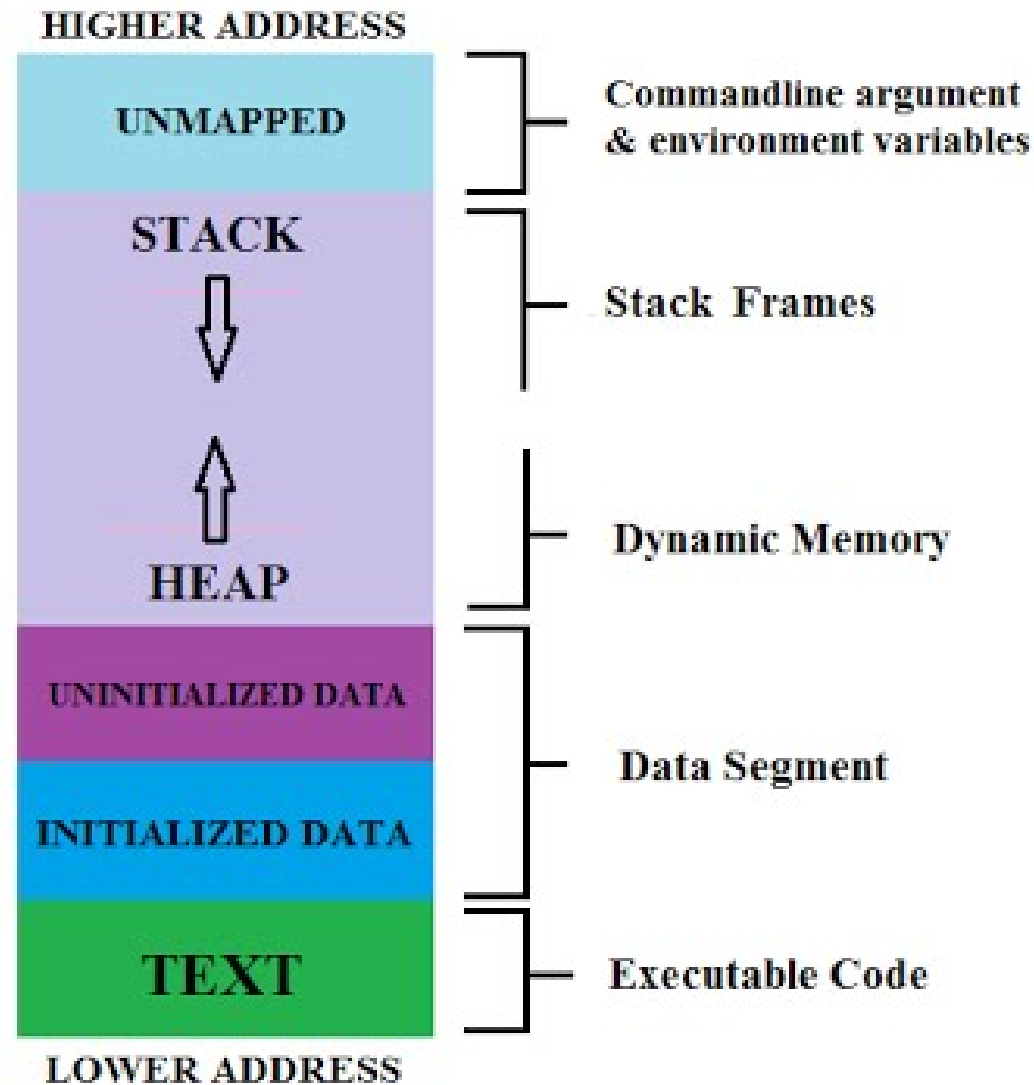 HIGHER ADDRESS
UNMAPPED
Commandline argument
& environment variables
STACK
Stack Frames
Dynamic Memory
HEAP
UNINITIALIZED DATA
Data Segment
INITIALIZED DATA
TEXT
Executable Code
LOWER ADDRESS